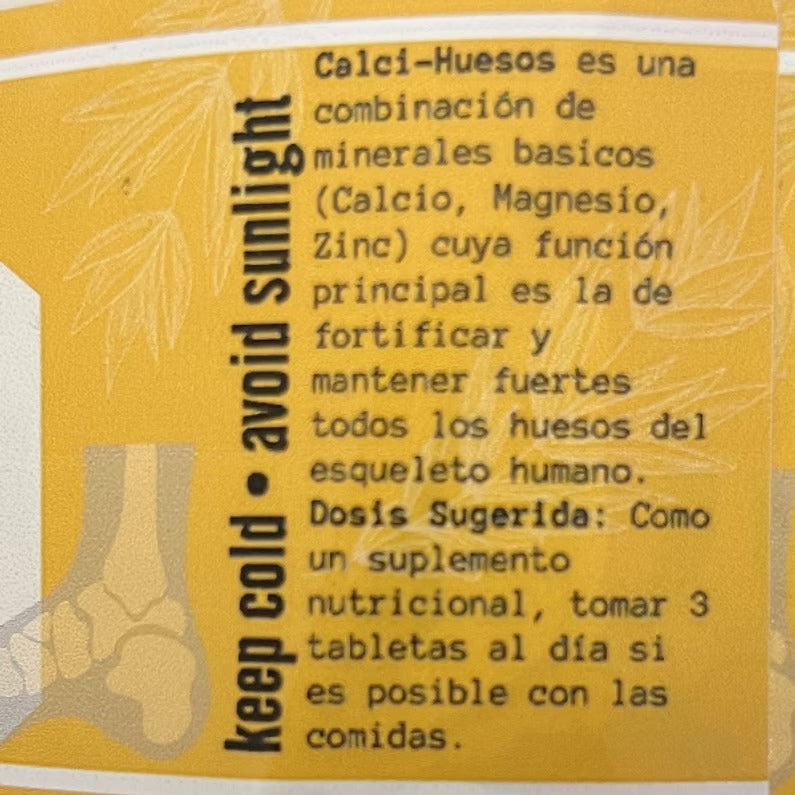 keep cold • avoid sunlight
Calci-Huesos es una
combinación de
minerales basicos
(Calcio, Magnesio,
Zinc) cuya función
principal es la de
fortificar y
mantener fuertes
todos los huesos del
esqueleto humano.
Dosis Sugerida: Como
un suplemento
nutricional, tomar 3
tabletas al día si
es posible con las
comidas.